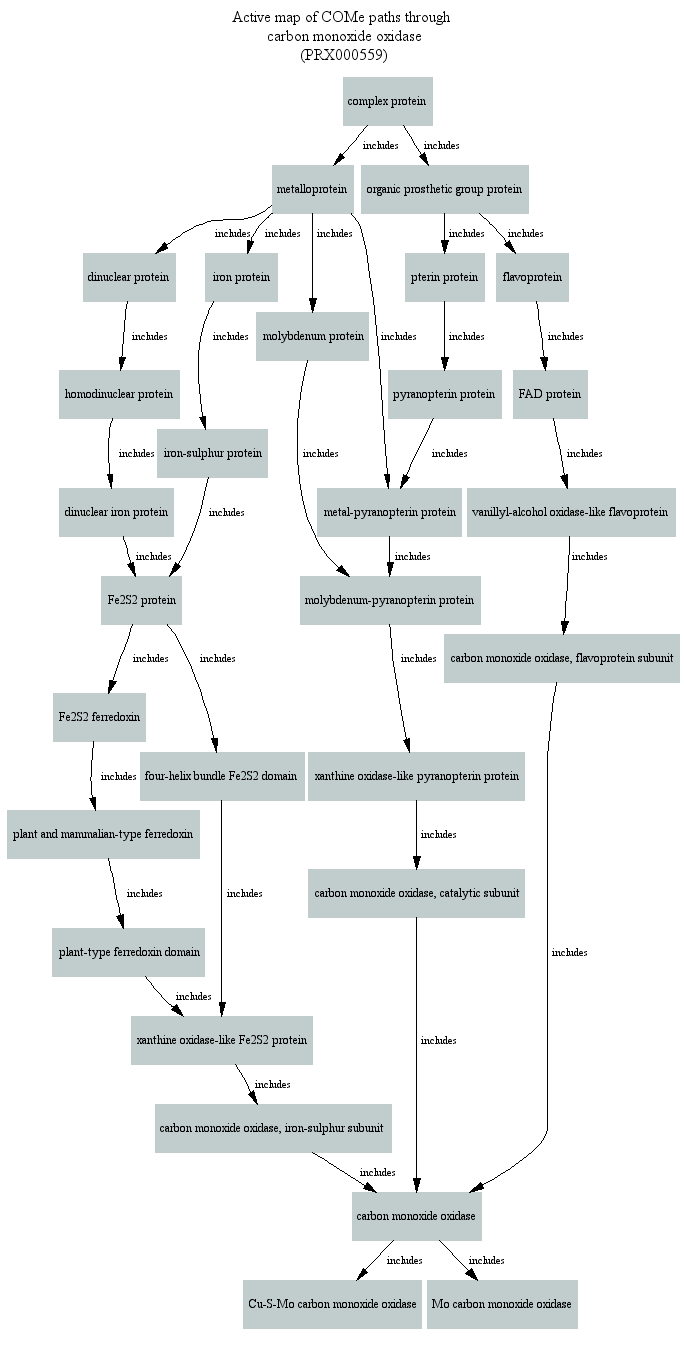 Active map of COMe paths through
carbon monoxide oxidase
(PRX000559)
complex protein
includes
includes
metalloprotein
organic prosthetic group protein
includes
includes
includes
includes
includes
dinuclear protein
iron protein
pterin protein
flavoprotein
molybdenum protein
includes
includes
includes
includes
includes
homodinuclear protein
pyranopterin protein
FAD protein
iron-sulphur protein
includes
includes
includes
includes
dinuclear iron protein
metal-pyranopterin protein
vanillyl-alcohol oxidase-like flavoprotein
includes
includes
includes
includes
Fe2S2 protein
molybdenum-pyranopterin protein
carbon monoxide oxidase, flavoprotein subunit
includes
includes
includes
Fe2S2 ferredoxin
four-helix bundle Fe2S2 domain
xanthine oxidase-like pyranopterin protein
includes
plant and mammalian-type ferredoxin
includes
carbon monoxide oxidase, catalytic subunit
includes
includes
plant-type ferredoxin domain
includes
includes
xanthine oxidase-like Fe2S2 protein
includes
includes
carbon monoxide oxidase, iron-sulphur subunit
includes
carbon monoxide oxidase
includes
includes
Cu-S-Mo carbon monoxide oxidase
Mo carbon monoxide oxidase